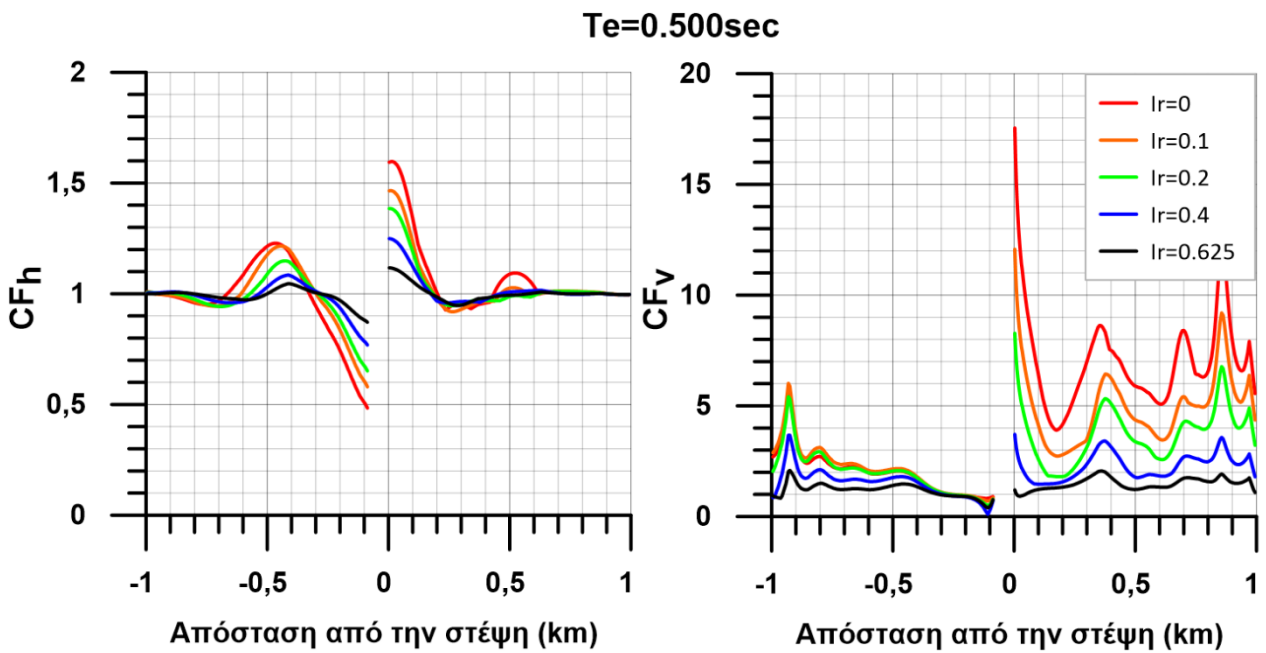 Te=0.500sec
2
1,5
1
0,5
0
CFh
-1
-0,5
0
0,5
1
Απόσταση από την στέψη (km)
20
15
10
5
0
CFv
-1
-0,5
0
0,5
1
Απόσταση από την στέψη (km)
Ir=0
Ir=0.1
Ir=0.2
Ir=0.4
Ir=0.625